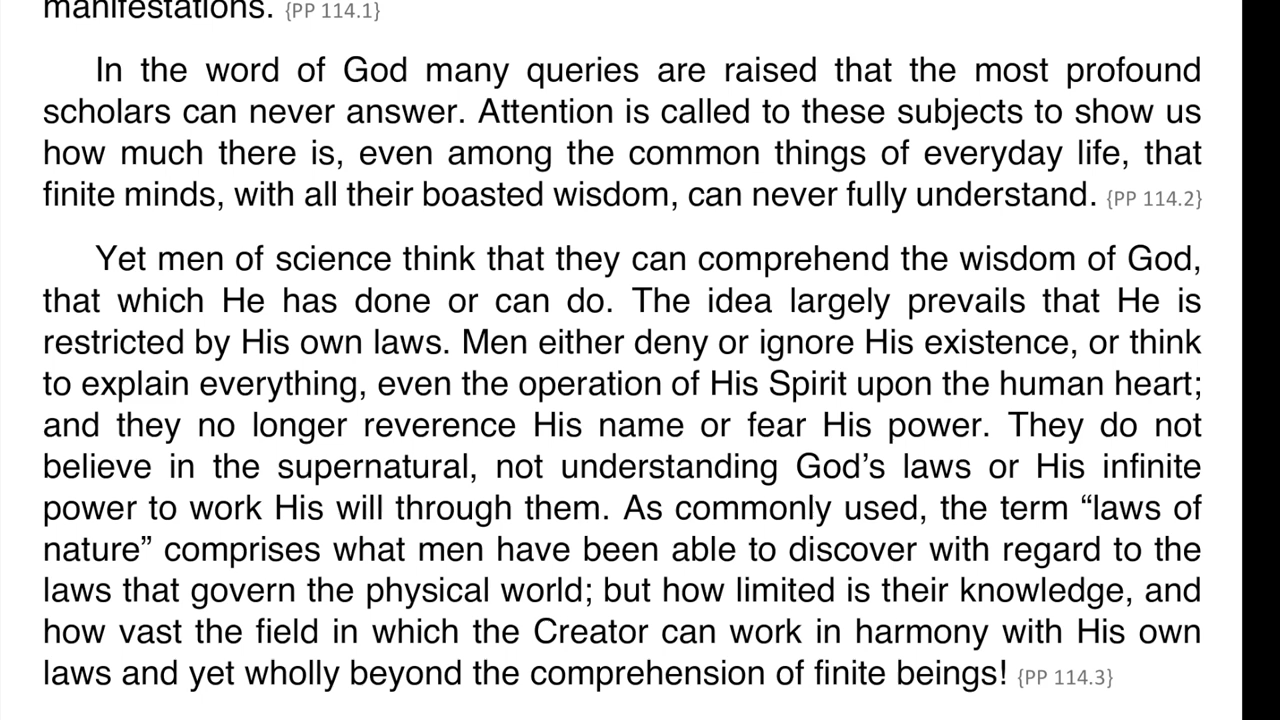 manifestations. {PP 114.1}
In the word of God many queries are raised that the most profound
scholars can never answer. Attention is called to these subjects to show us
how much there is, even among the common things of everyday life, that
finite minds, with all their boasted wisdom, can never fully understand. {PP 114.2}
Yet men of science think that they can comprehend the wisdom of God,
that which He has done or can do. The idea largely prevails that He is
restricted by His own laws. Men either deny or ignore His existence, or think
to explain everything, even the operation of His Spirit upon the human heart;
and they no longer reverence His name or fear His power. They do not
believe in the supernatural, not understanding God’s laws or His infinite
power to work His will through them. As commonly used, the term “laws of
nature” comprises what men have been able to discover with regard to the
laws that govern the physical world; but how limited is their knowledge, and
how vast the field in which the Creator can work in harmony with His own
laws and yet wholly beyond the comprehension of finite beings! {PP 114.3}